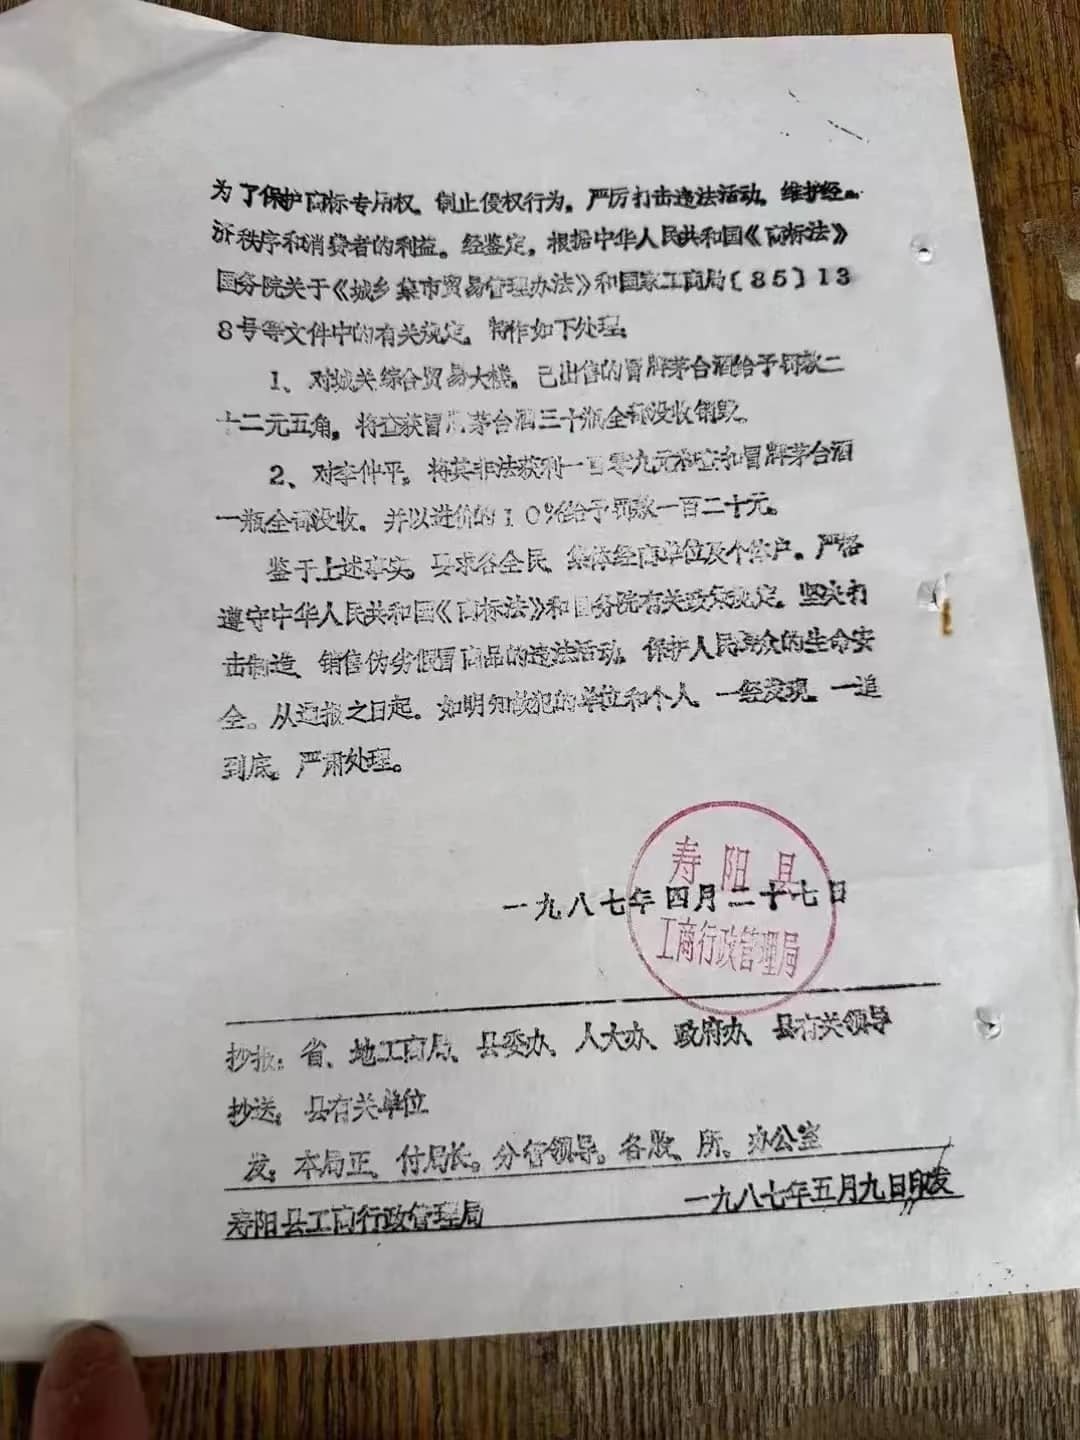 为了保护商标专用权，制止侵权行为，严厉打击违法活动，维护经
济秩序和消费者的利益。经鉴定，根据中华人民共和国《商标法》
国务院关于《城乡集市贸易管理办法》和国家工商局〔85〕13
8号等文件中的有关规定，特作如下处理：
1、对城关综合贸易大楼，已出售的冒牌茅台酒给予罚款二
十二元五角，将查获冒牌茅台酒三十瓶全部没收销毁。
2、对李仲平，将其非法获利一百零九元和冒牌茅台酒
一瓶全部没收，并以进价的10%给予罚款一百二十元。
鉴于上述事实，要求各全民、集体经商单位及个体户，严格
遵守中华人民共和国《商标法》和国务院有关政策规定，坚决打
击制造、销售伪劣假冒商品的违法活动，保护人民群众的生命安
全。从通报之日起，如明知故犯的单位和个人，一经发现，一追
到底，严肃处理。
一九八七年四月二十七日
寿阳县
工商行政管理局
抄报：省、地工商局、县委办、人大办、政府办、县有关领导
抄送：县有关单位
发：本局正、付局长，分管领导，各股、所、办公室
寿阳县工商行政管理局 一九八七年五月九日印发